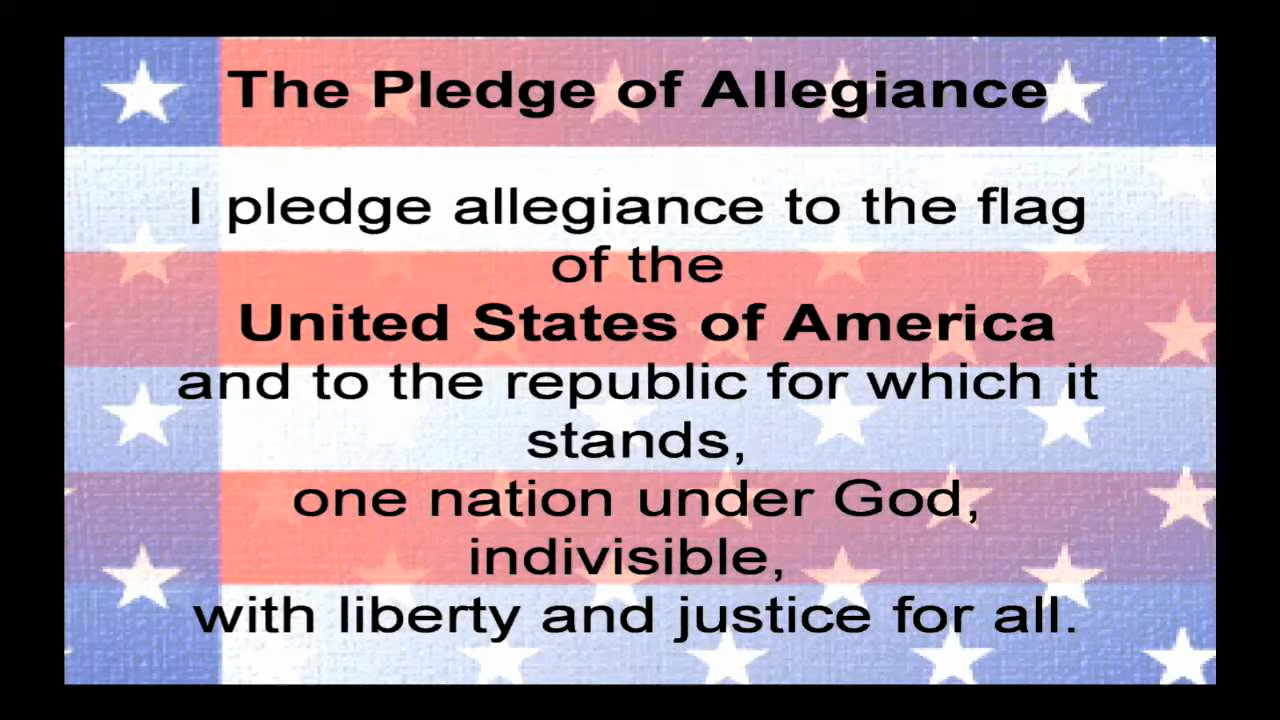 The Pledge of Allegiance
I pledge allegiance to the flag
of the
United States of America
and to the republic for which it
stands,
one nation under God,
indivisible,
with liberty and justice for all.